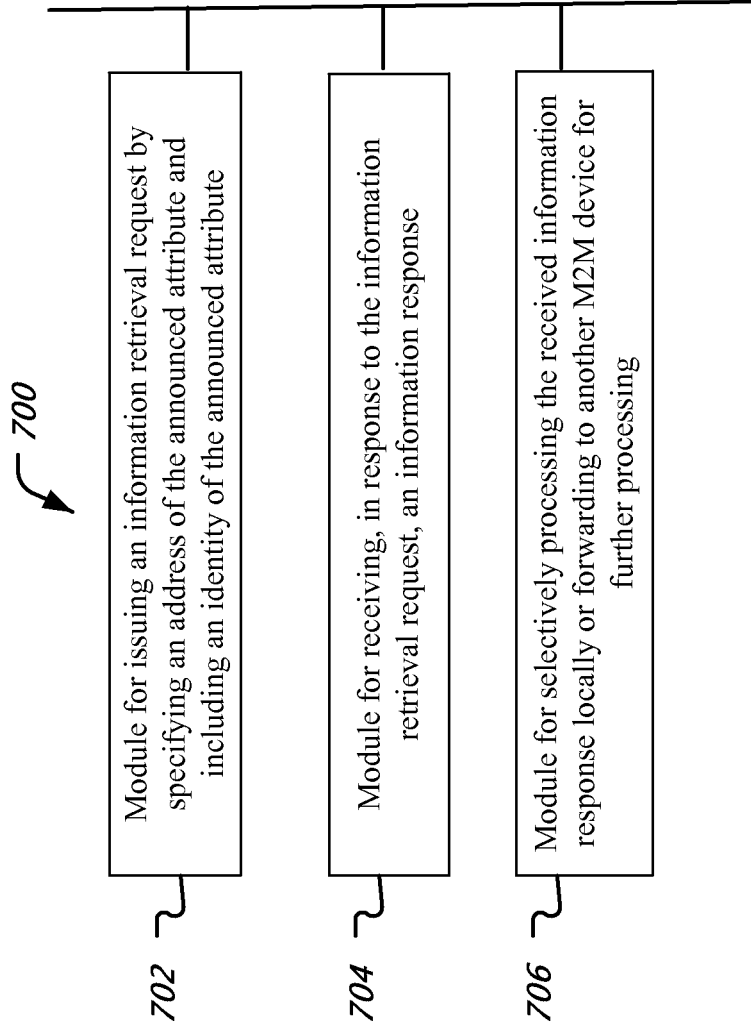 700
702
Module for issuing an information retrieval request by
specifying an address of the announced attribute and
including an identity of the announced attribute
704
Module for receiving, in response to the information
retrieval request, an information response
706
Module for selectively processing the received information
response locally or forwarding to another M2M device for
further processing